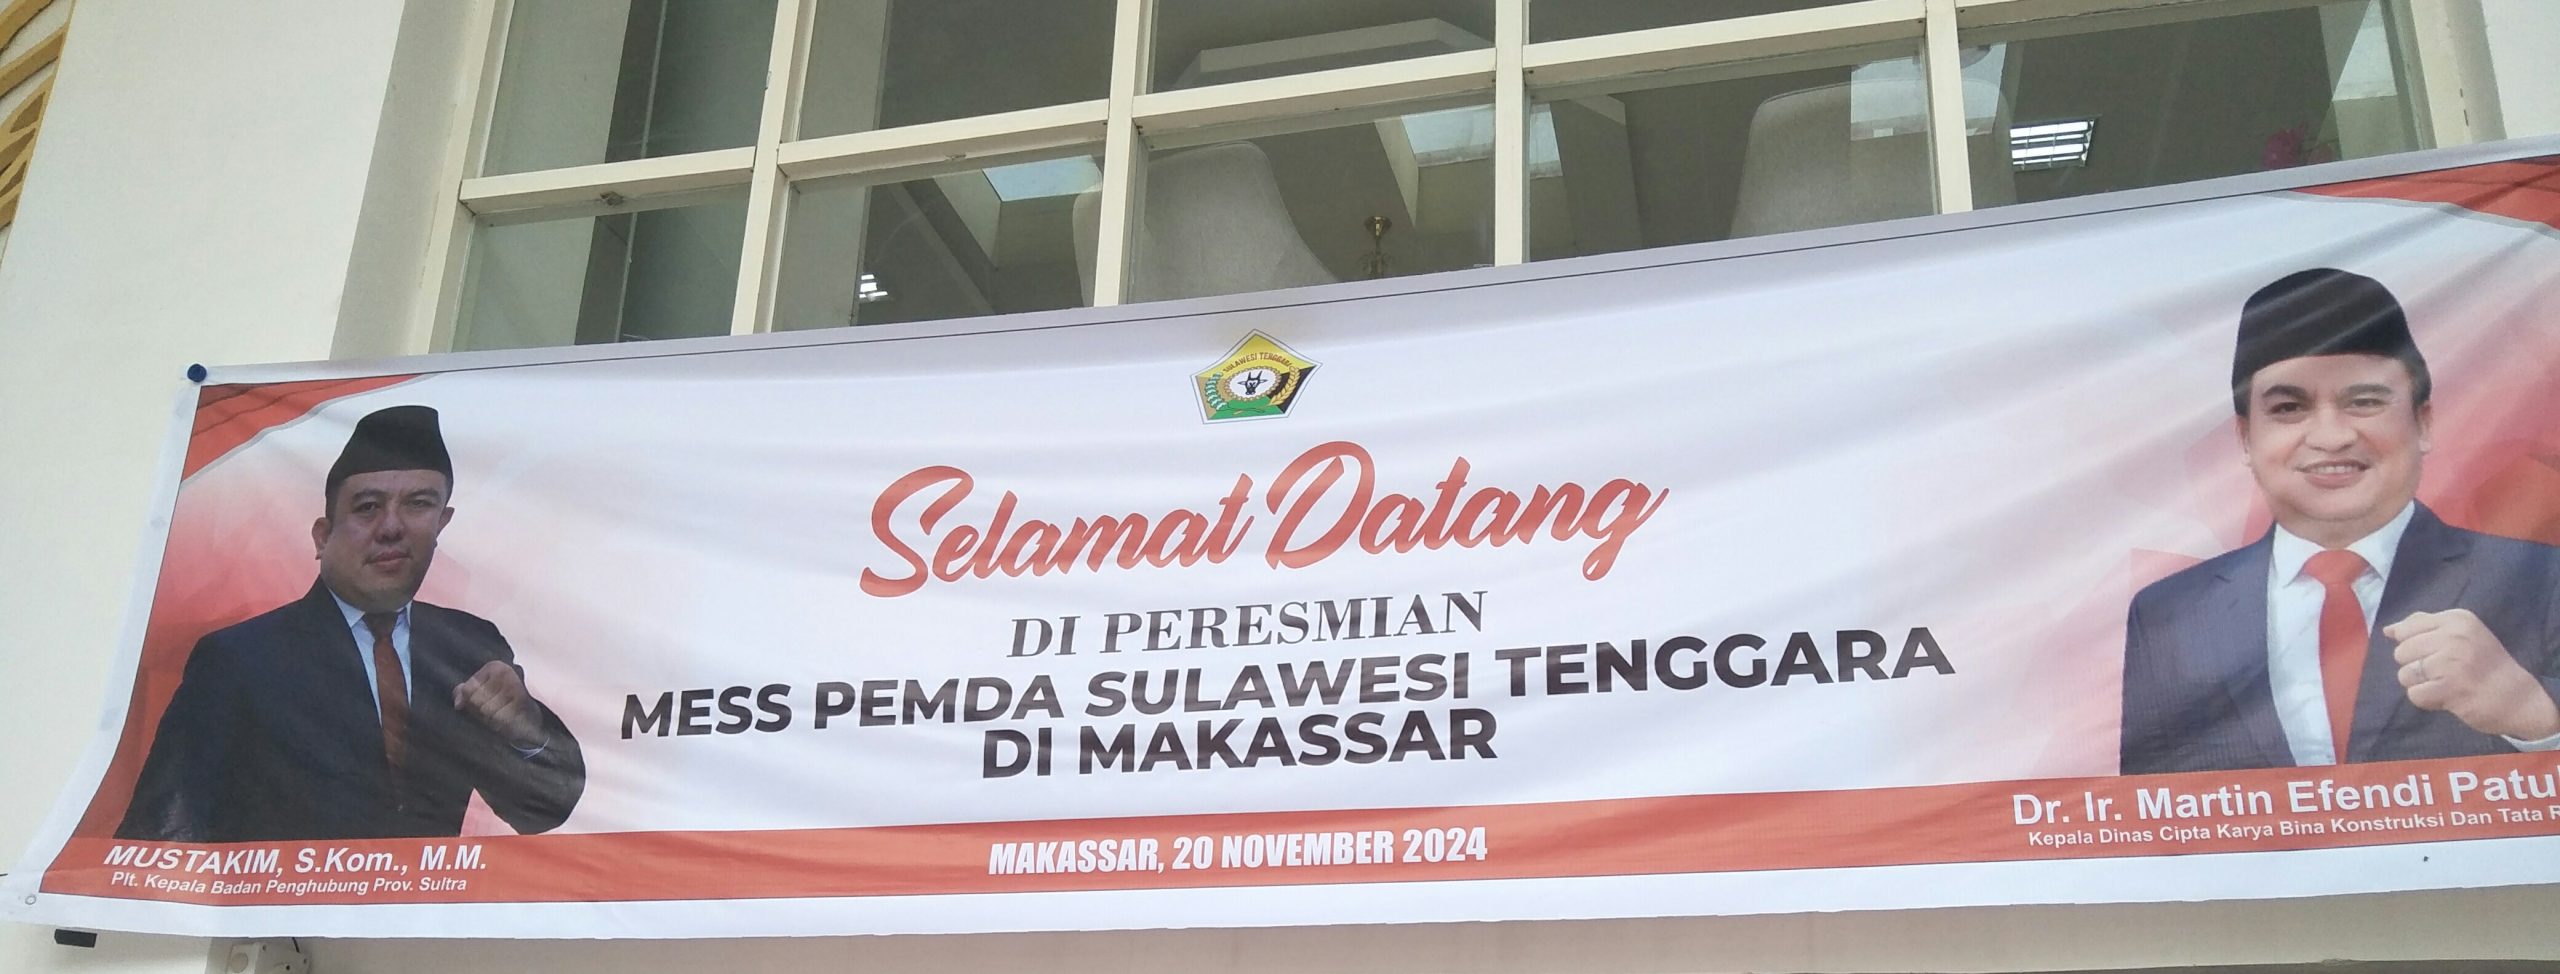 SULAWESI TENGGARA
Selamat Datang
DI PERESMIAN
MESS PEMDA SULAWESI TENGGARA
DI MAKASSAR
MAKASSAR, 20 NOVEMBER 2024
MUSTAKIM, S.Kom., M.M.
Plt. Kepala Badan Penghubung Prov. Sultra
Dr. Ir. Martin Efendi
Kepala Dinas Cipta Karya Bina Konstruksi Dan Tata